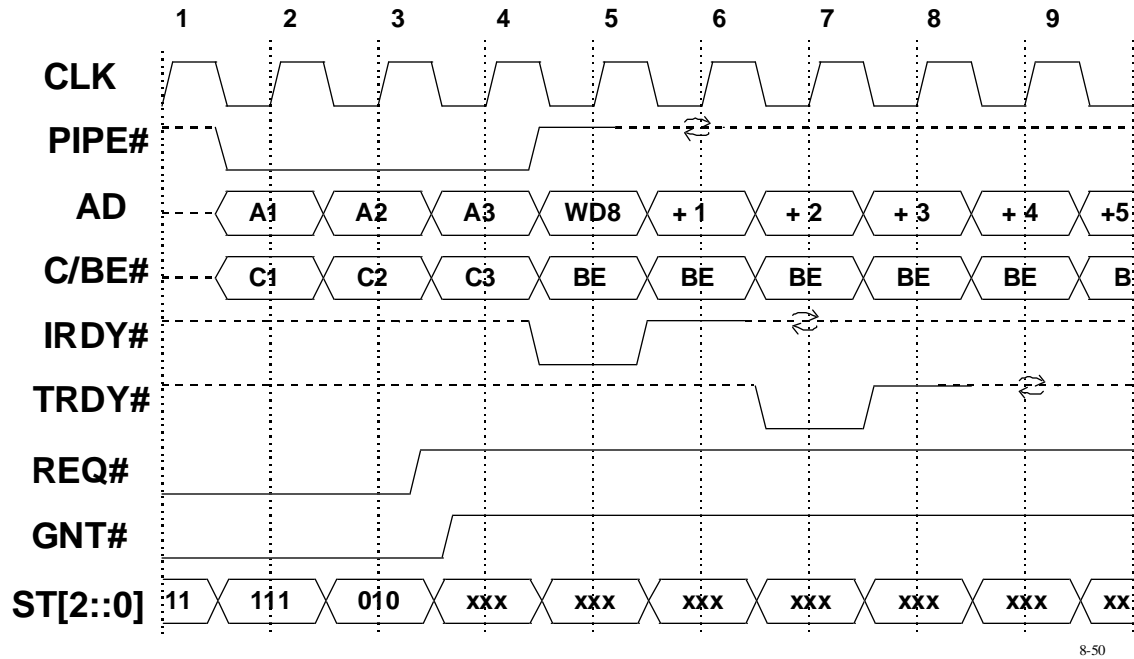 1 2 3 4 5 6 7 8 9
CLK
PIPE#
AD A1 A2 A3 WD8 + 1 + 2 + 3 + 4 +5
C/BE# C1 C2 C3 BE BE BE BE BE B
IRDY#
TRDY#
REQ#
GNT#
ST[2::0] 11 111 010 xxx xxx xxx xxx xxx xxx xx
8-50